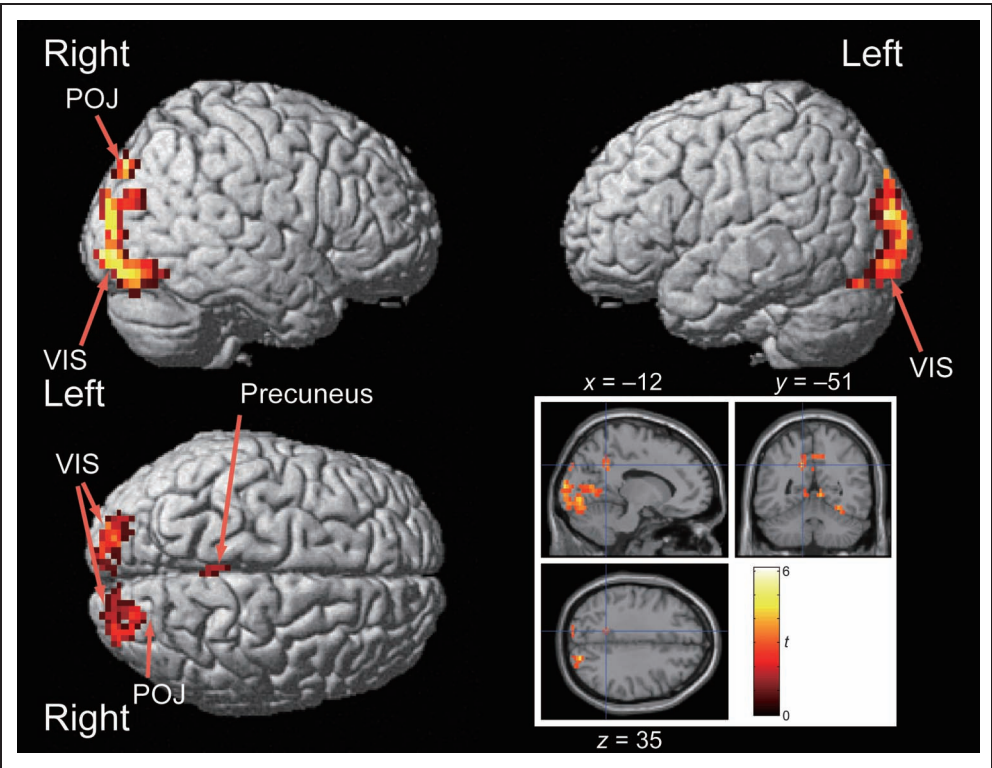 Right
Left
POJ
VIS
VIS
Left
Precuneus
x = –12
y = –51
VIS
6
t
0
POJ
Right
z = 35